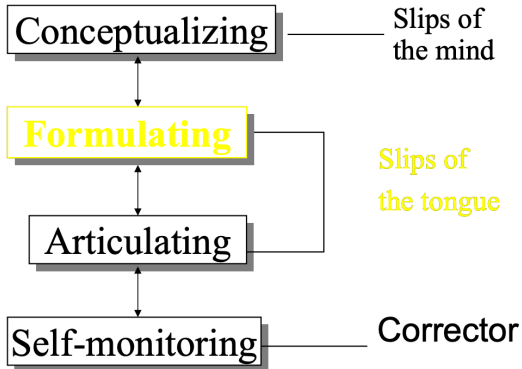 Conceptualizing
Slips of
the mind
Formulating
Slips of
the tongue
Articulating
Self-monitoring
Corrector